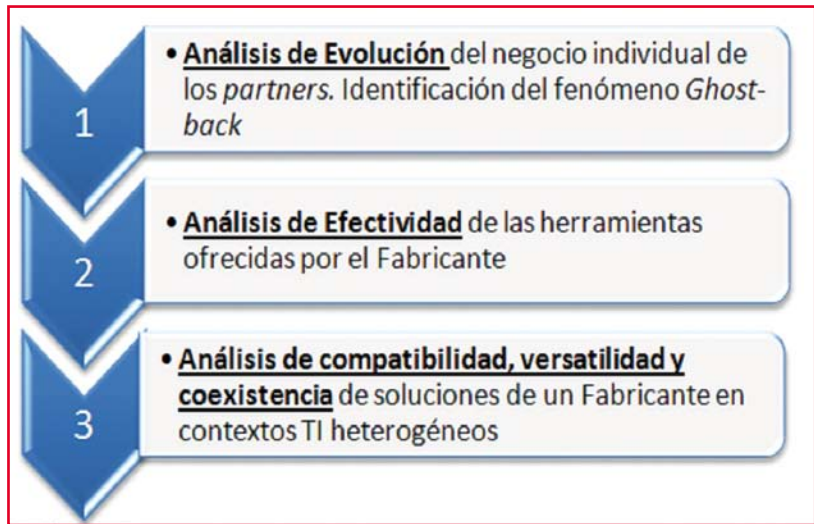 1
• Análisis de Evolución del negocio individual de
los partners. Identificación del fenómeno Ghost-
back
2
• Análisis de Efectividad de las herramientas
ofrecidas por el Fabricante
3
• Análisis de compatibilidad, versatilidad y
coexistencia de soluciones de un Fabricante en
contextos TI heterogéneos